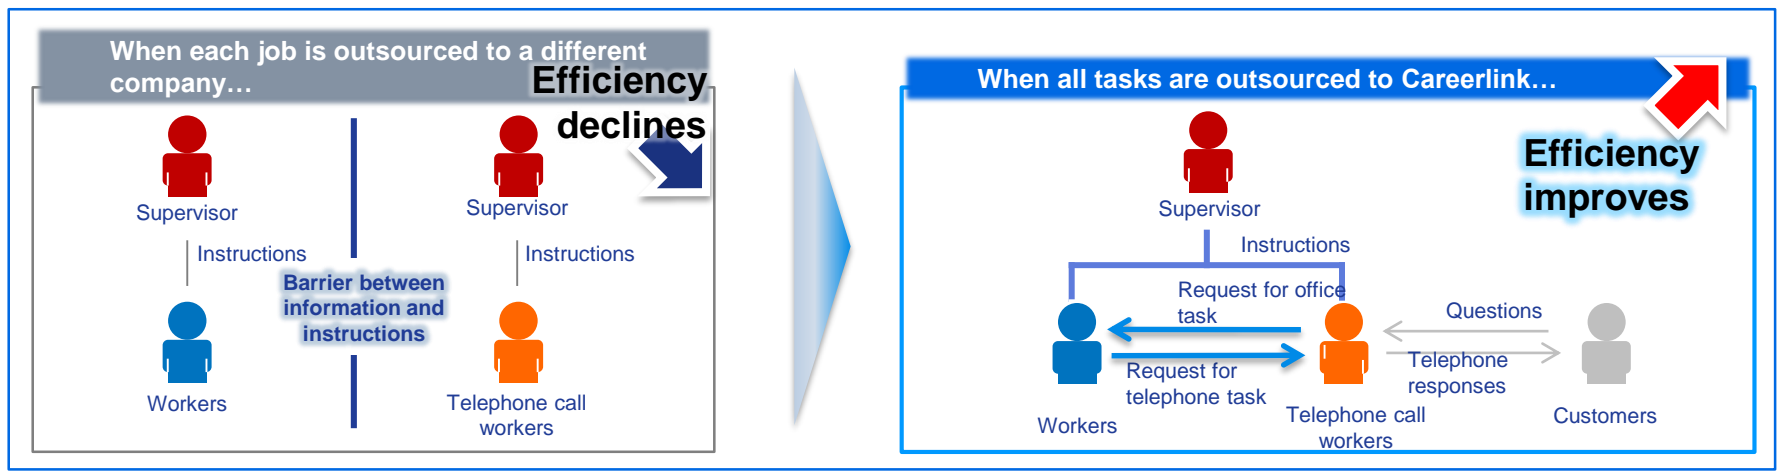 When each job is outsourced to a different
company…
Efficiency
declines
Supervisor
Instructions
Workers
Barrier between
information and
instructions
Supervisor
Instructions
Telephone call
workers
When all tasks are outsourced to Careerlink…
Efficiency
improves
Supervisor
Instructions
Request for office
task
Request for
telephone task
Questions
Telephone
responses
Workers
Telephone call
workers
Customers